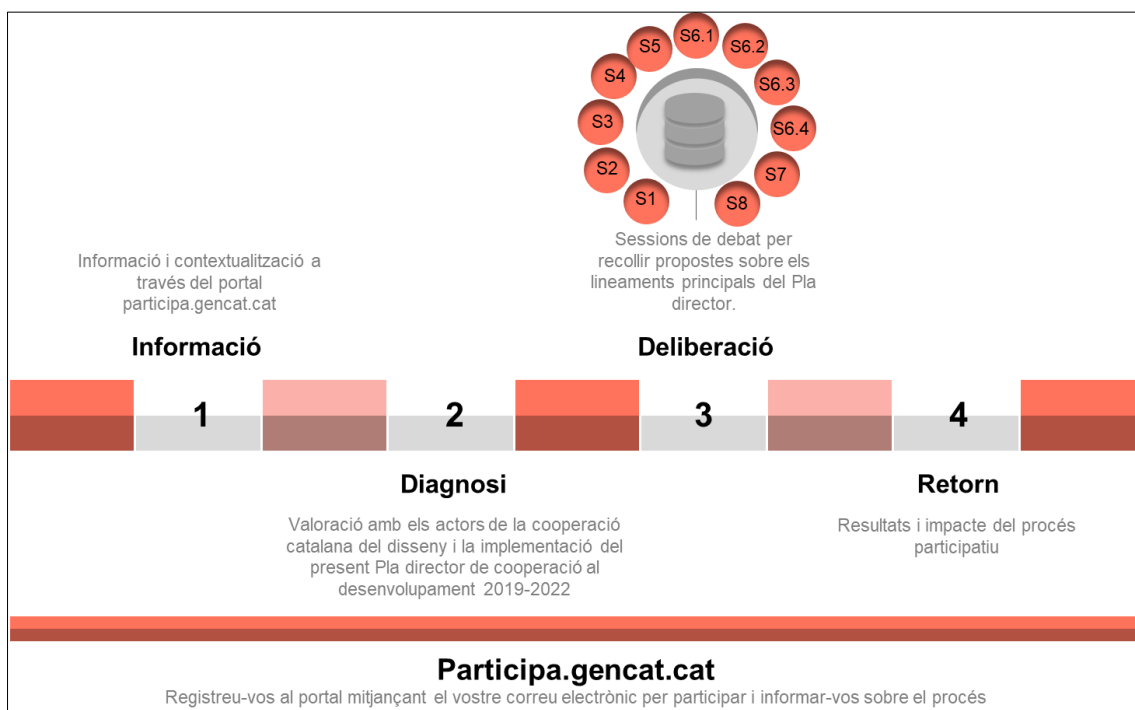 S6.1
S5
S6.2
S4
S6.3
S3
S6.4
S2
S7
S1
S8
Informació i contextualització a
través del portal
participa.gencat.cat
Informació
Sessions de debat per
recollir propostes sobre els
lineaments principals del Pla
director.
Deliberació
1
2
3
4
Diagnosi
Valoració amb els actors de la cooperació
catalana del disseny i la implementació del
present Pla director de cooperació al
desenvolupament 2019-2022
Retorn
Resultats i impacte del procés
participatiu
Participa.gencat.cat
Registreu-vos al portal mitjançant el vostre correu electrònic per participar i informar-vos sobre el procés